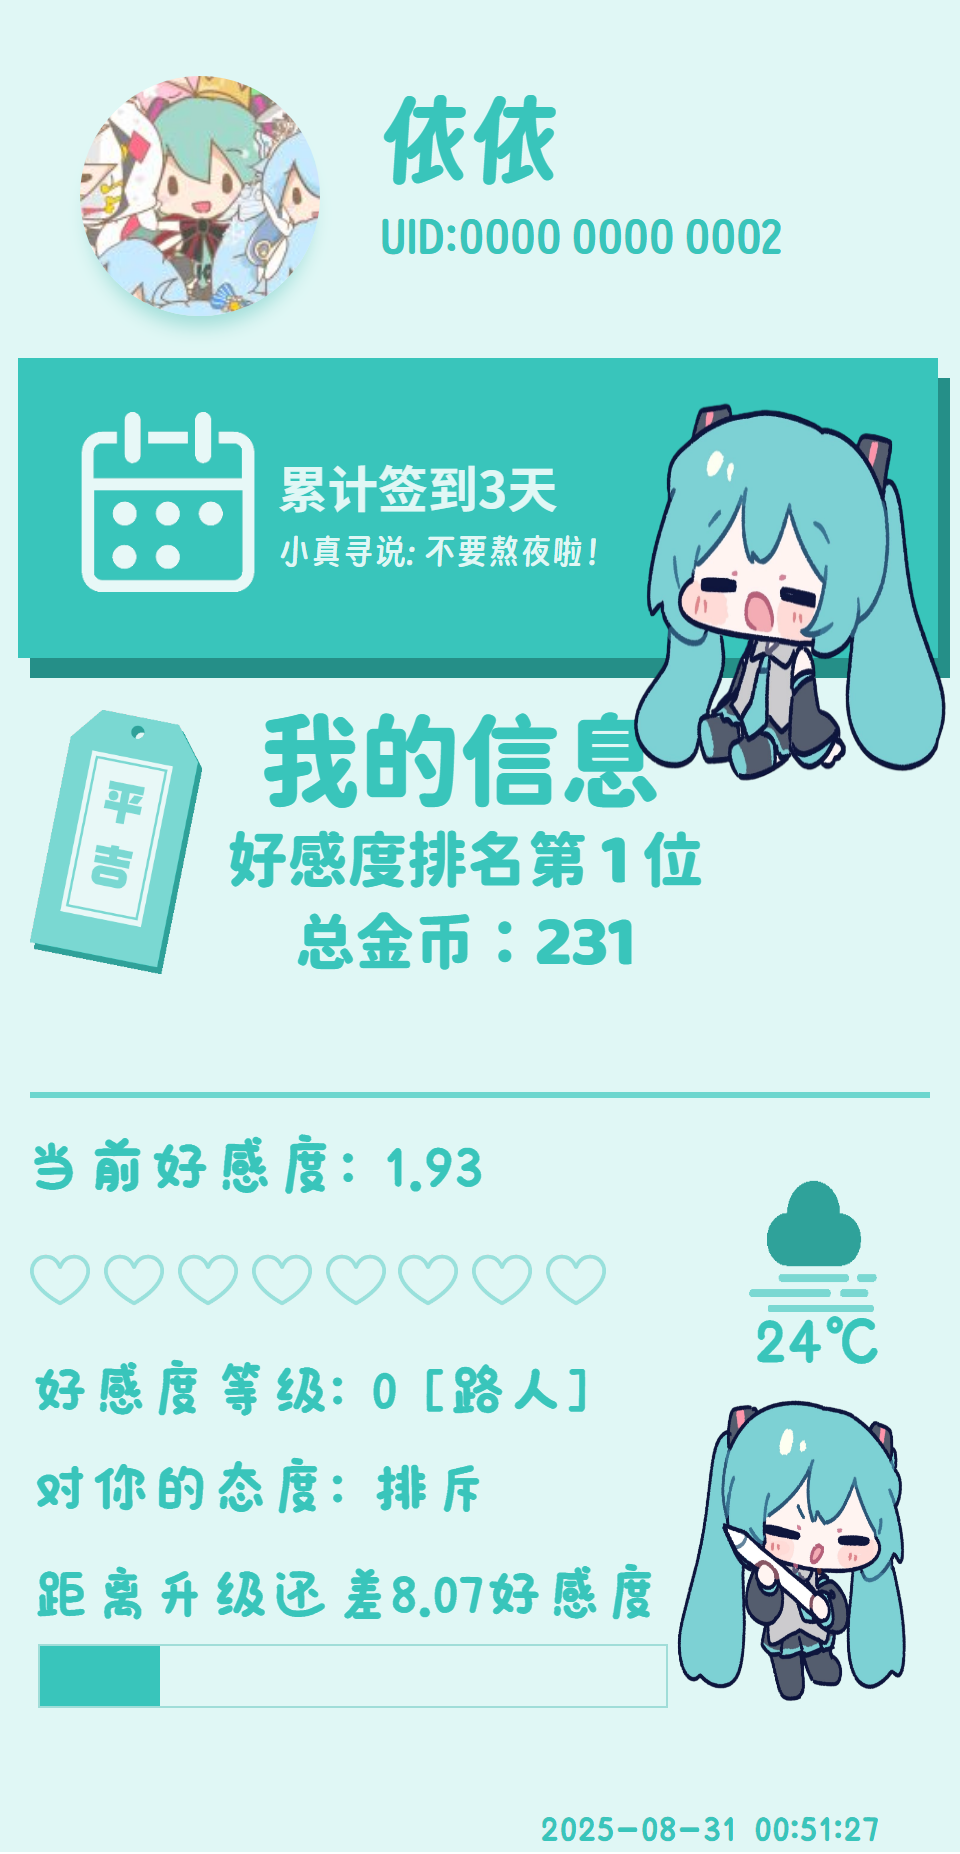 依依
UID:0000 0000 0002
累计签到3天
小真寻说: 不要熬夜啦！
平吉
我的信息
好感度排名第1位
总金币：231
当前好感度：1.93
24℃
好感度等级：0 [路人]
对你的态度：排斥
距离升级还差8.07好感度
2025-08-31 00:51:27